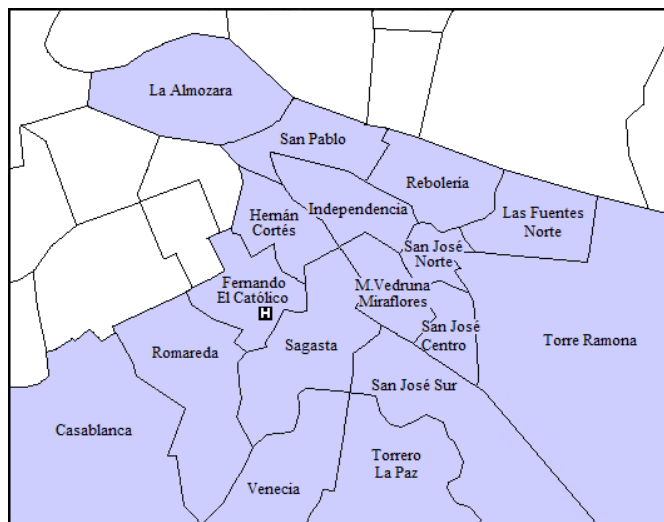 La Almozara
San Pablo
Rebolería
Independencia
Hernán
Cortés
Las Fuentes
Norte
San José
Norte
Fernando
El Católico
H
M.Vedruna
Miraflores
San José
Centro
Sagasta
Romareda
Torre Ramona
San José Sur
Casablanca
Torrero
La Paz
Venecia